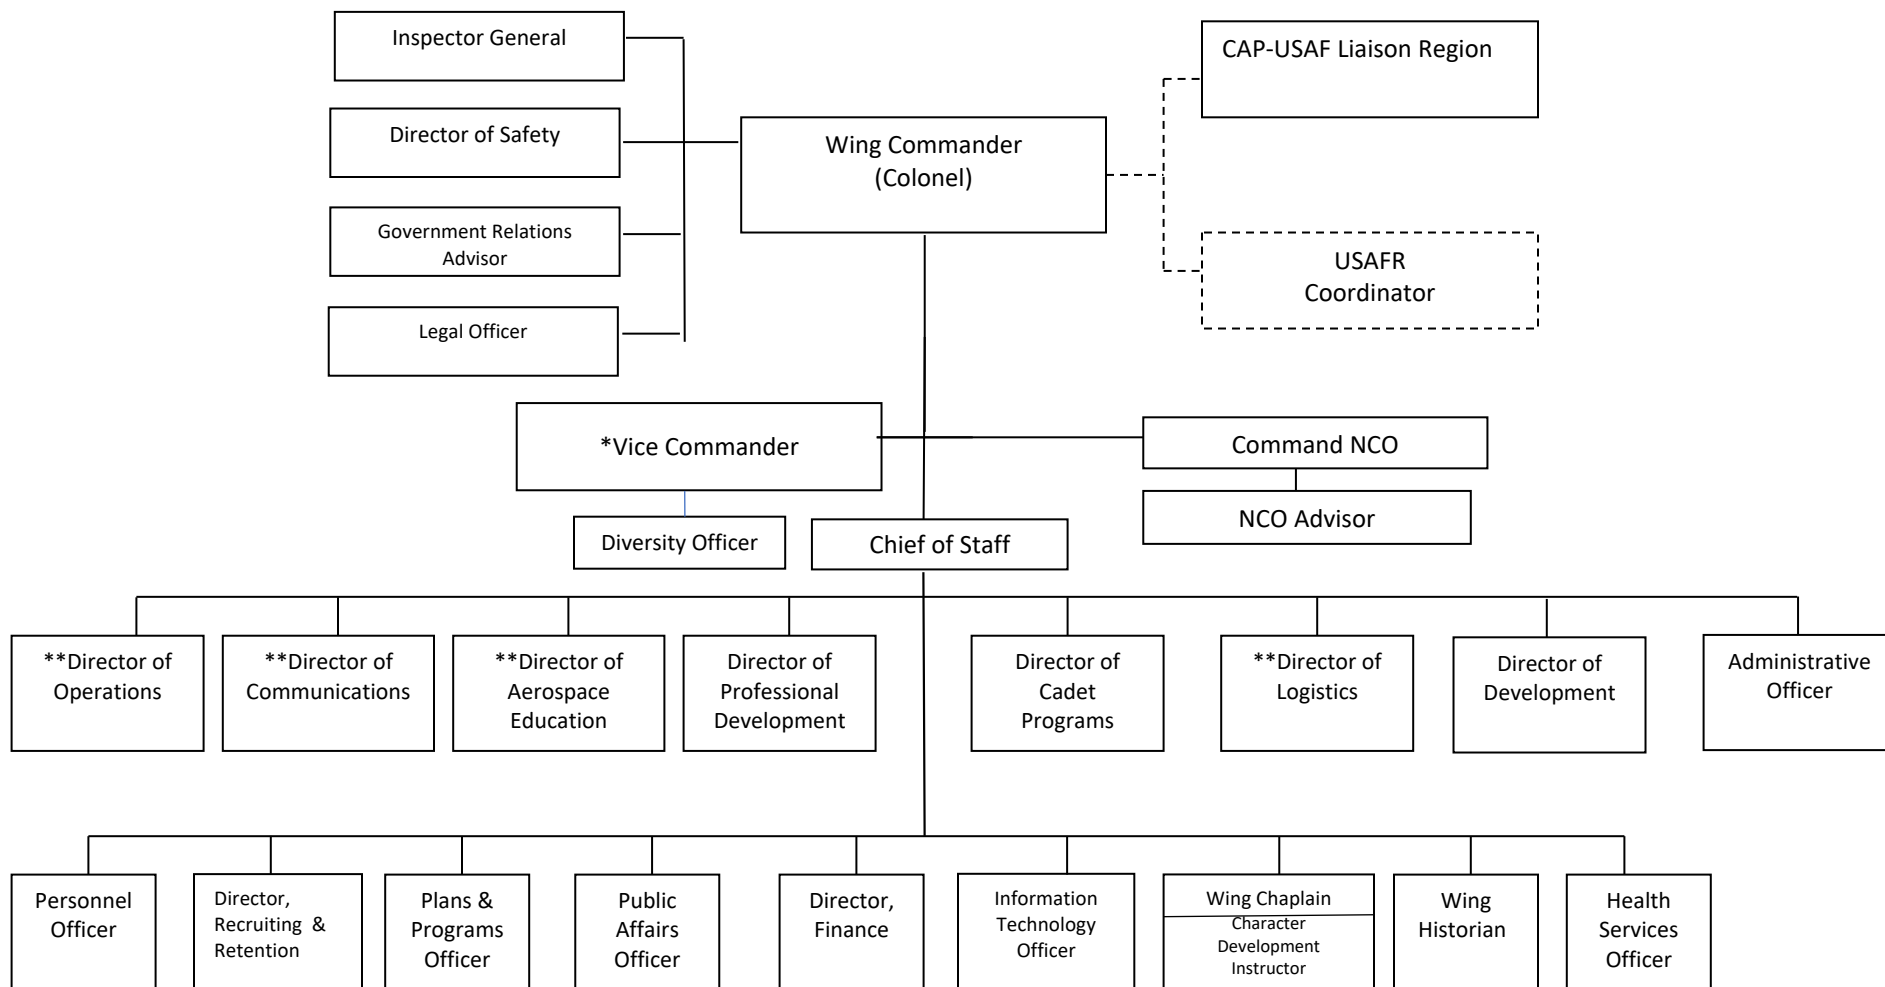 Inspector General
CAP-USAF Liaison Region
Director of Safety
Wing Commander
(Colonel)
Government Relations
Advisor
USAFR
Coordinator
Legal Officer
*Vice Commander
Command NCO
NCO Advisor
Diversity Officer
Chief of Staff
**Director of
Operations
**Director of
Communications
**Director of
Aerospace
Education
Director of
Professional
Development
Director of
Cadet
Programs
**Director of
Logistics
Director of
Development
Administrative
Officer
Personnel
Officer
Director,
Recruiting &
Retention
Plans &
Programs
Officer
Public
Affairs
Officer
Director,
Finance
Information
Technology
Officer
Wing Chaplain
Character
Development
Instructor
Wing
Historian
Health
Services
Officer